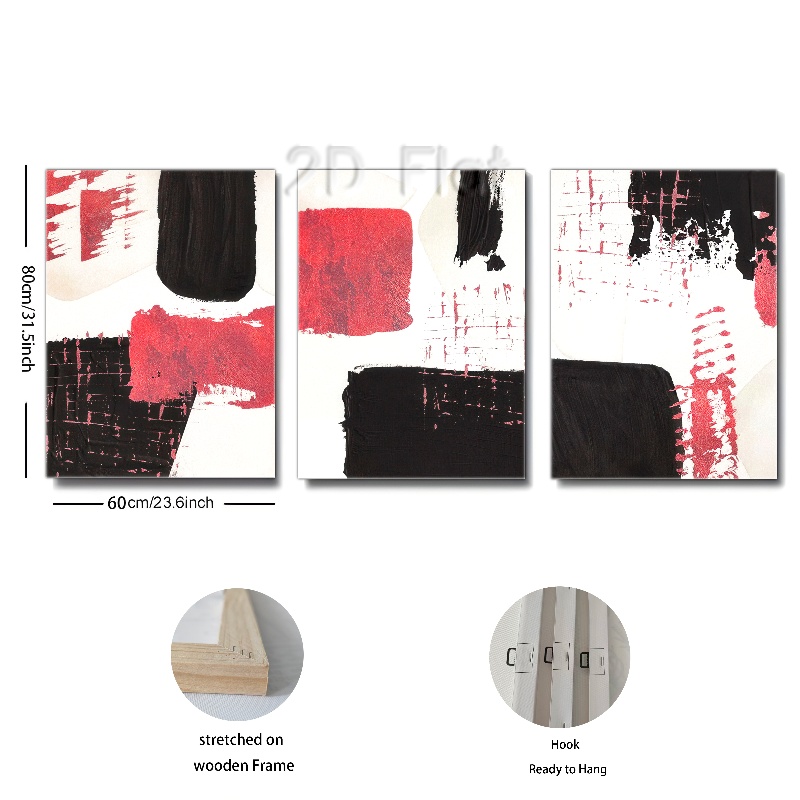 2D Flat
80cm/31.5inch
60cm/23.6inch
stretched on
wooden Frame
Hook
Ready to Hang